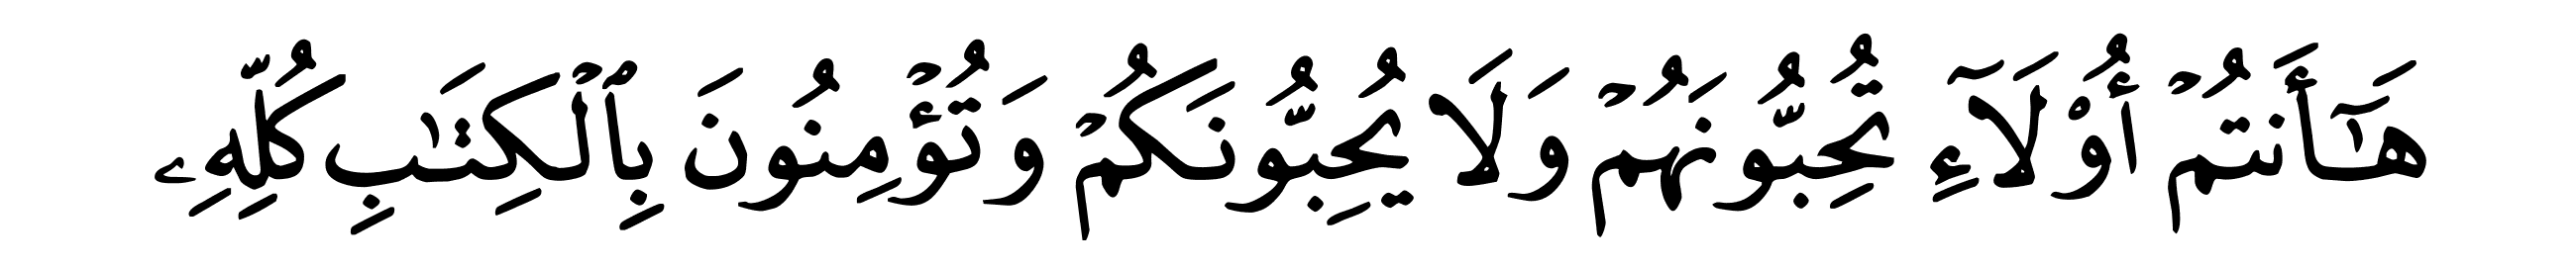 هَـٰٓأَنتُمۡ أُوْلَآءِ تُحِبُّونَهُمۡ وَلَا يُحِبُّونَكُمۡ وَتُؤۡمِنُونَ بِٱلۡكِتَٰبِ كُلِّهِۦ